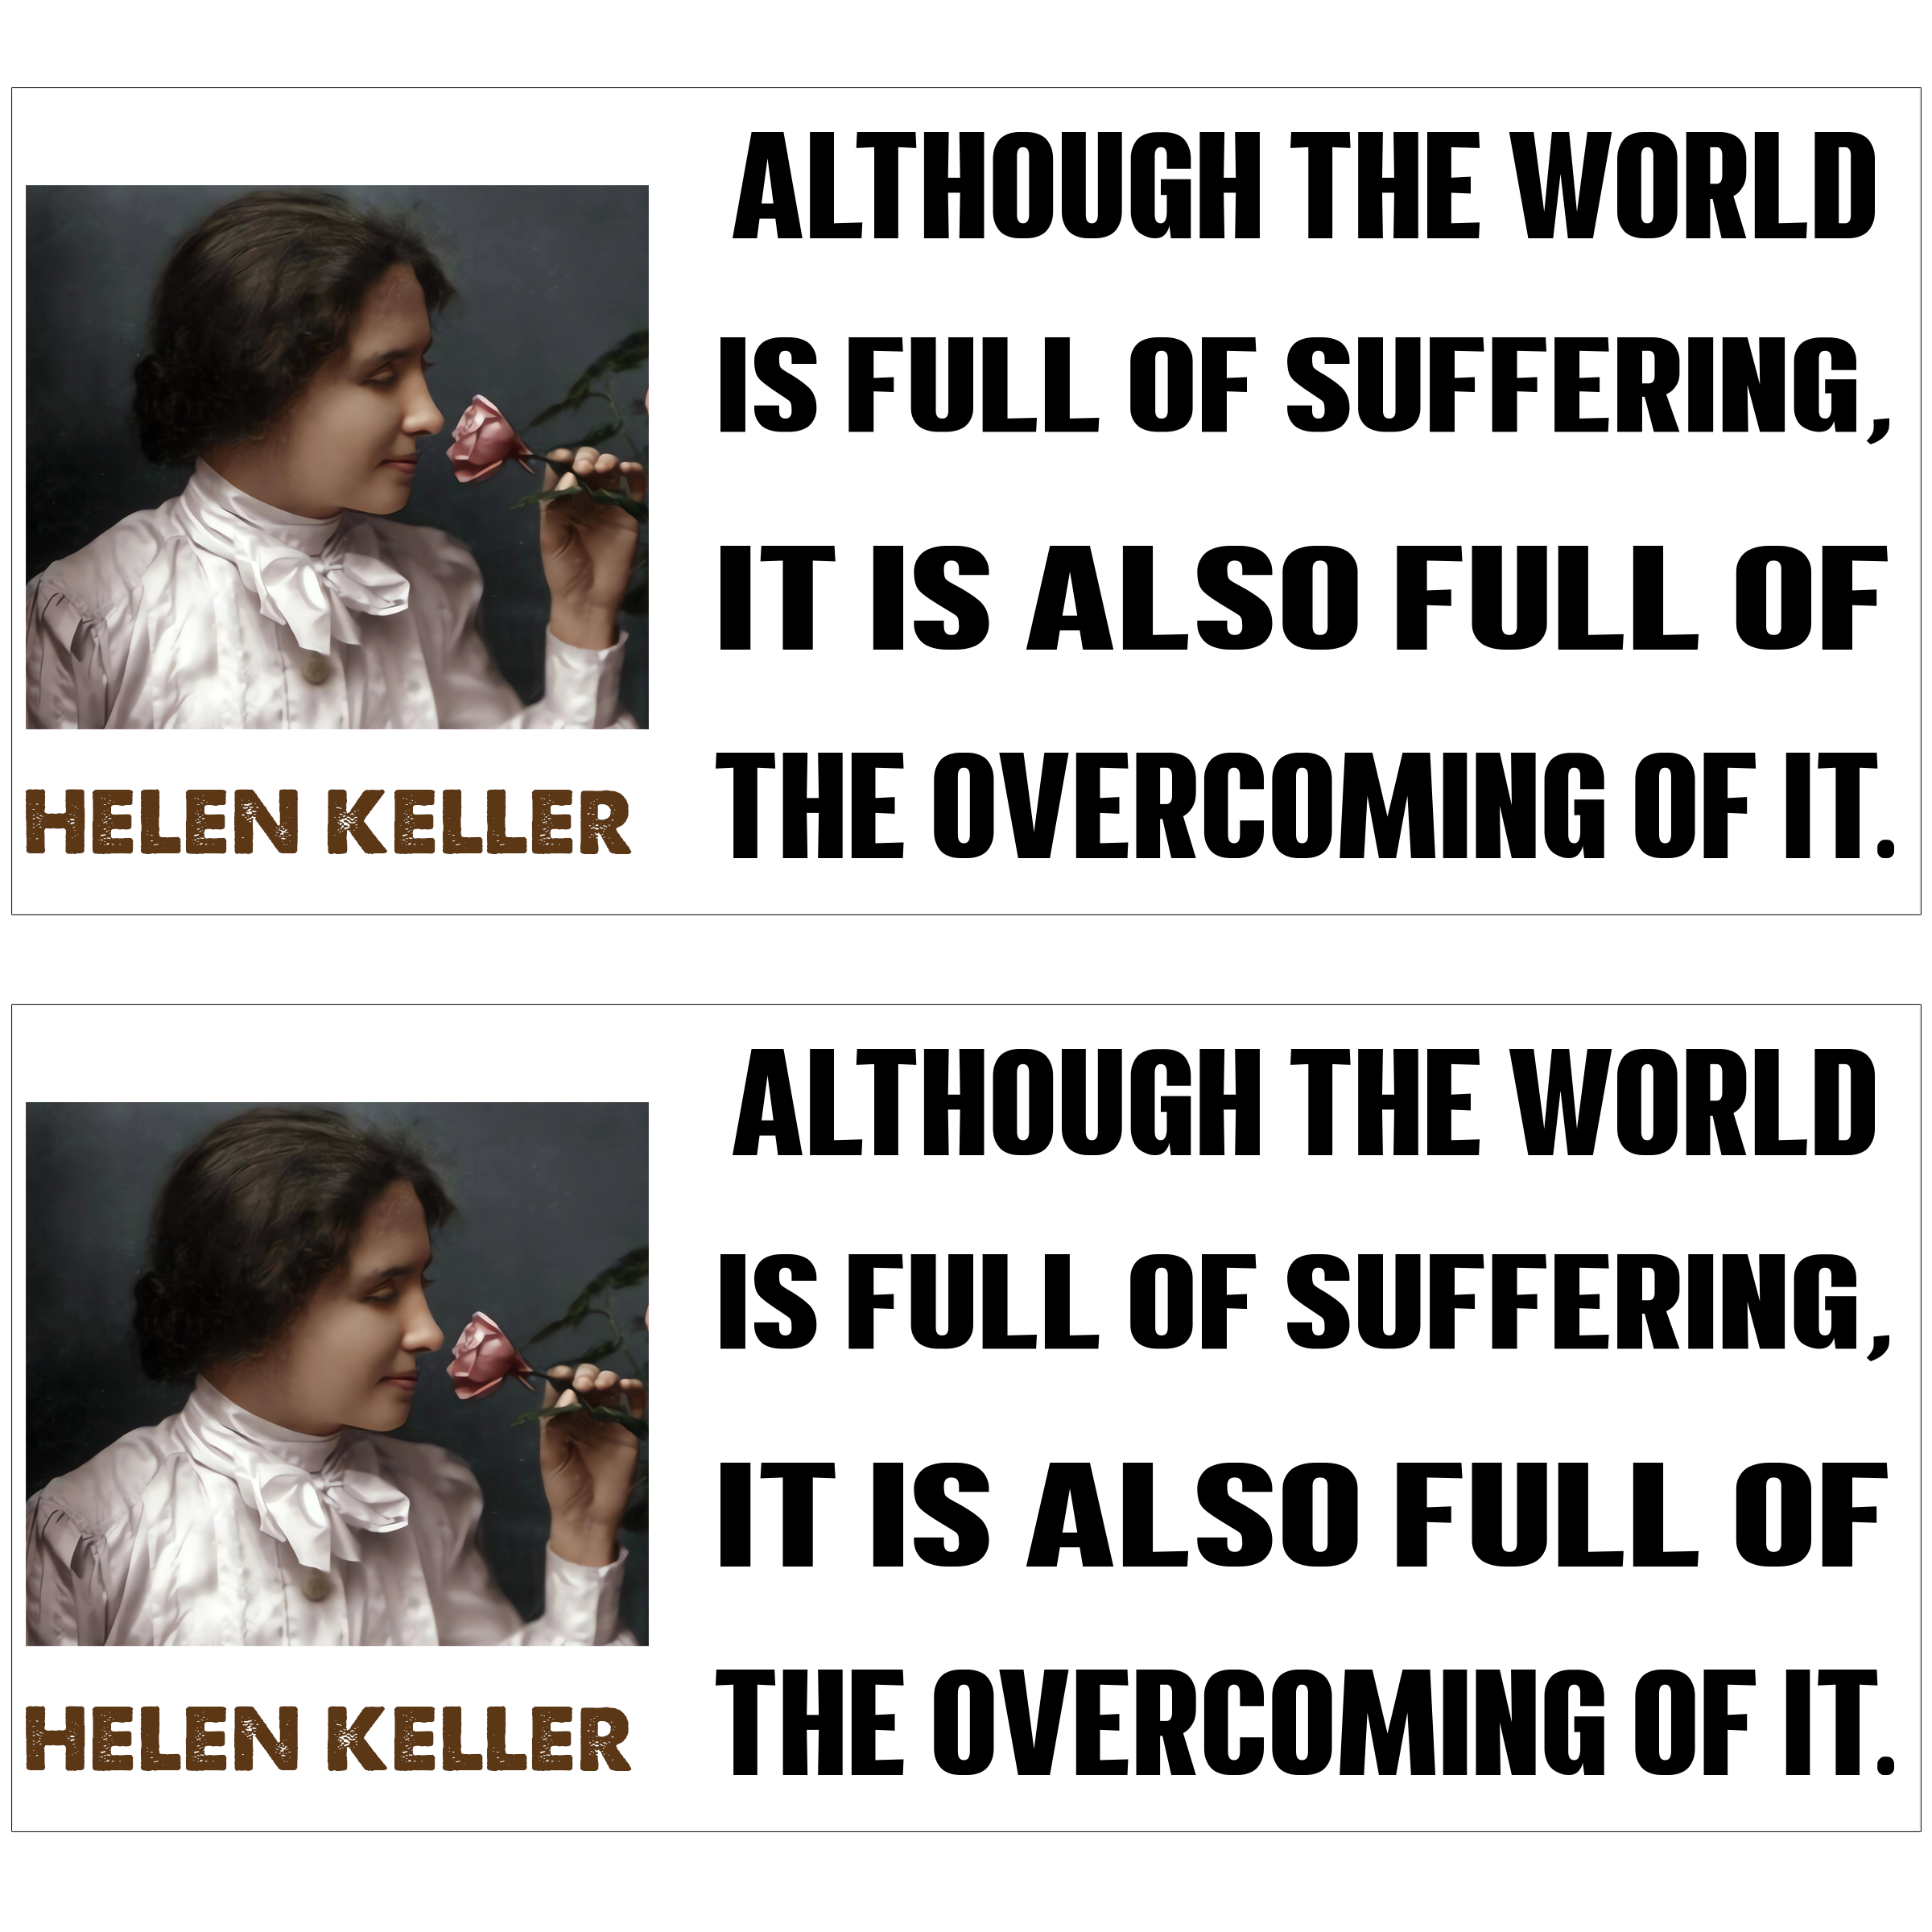 ALTHOUGH THE WORLD
IS FULL OF SUFFERING,
IT IS ALSO FULL OF
THE OVERCOMING OF IT.
HELEN KELLER
ALTHOUGH THE WORLD
IS FULL OF SUFFERING,
IT IS ALSO FULL OF
THE OVERCOMING OF IT.
HELEN KELLER